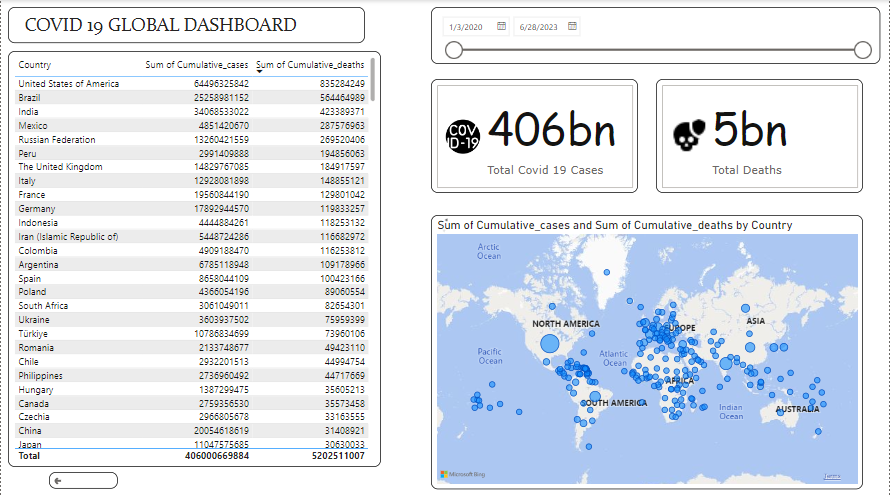 COVID 19 GLOBAL DASHBOARD
Country Sum of Cumulative_cases Sum of Cumulative_deaths
United States of America 64496325842 835284249
Brazil 25258981152 564464989
India 34068533022 423389371
Mexico 4851420670 287576963
Russian Federation 13260421559 269520406
Peru 2991409888 194856063
The United Kingdom 14829767085 184917597
Italy 12928081898 148855121
France 19560844190 129801042
Germany 17892944570 119833257
Indonesia 4444884261 118253132
Iran (Islamic Republic of) 5448724286 116682972
Colombia 4909188470 116253812
Argentina 6785118948 109178966
Spain 8658044109 100423166
Poland 4366054196 89060554
South Africa 3061049011 82654301
Ukraine 3603937502 75959399
Türkiye 10786834699 73960106
Romania 2133748677 49423110
Chile 2932201513 44994754
Philippines 2736960492 44717669
Hungary 1387299475 35605213
Canada 2759356530 35573458
Czechia 2966805678 33163555
China 20054618619 31408921
Japan 11047575685 30630033
Total 406000669884 5202511007
1/3/2020 6/28/2023
COV
ID-19
406bn
Total Covid 19 Cases
5bn
Total Deaths
Sum of Cumulative_cases and Sum of Cumulative_deaths by Country
Arctic
Ocean
NORTH AMERICA
EUROPE
ASIA
Pacific
Ocean
Atlantic
Ocean
AFRICA
SOUTH AMERICA
Indian
Ocean
AUSTRALIA
Microsoft Bing
Terms